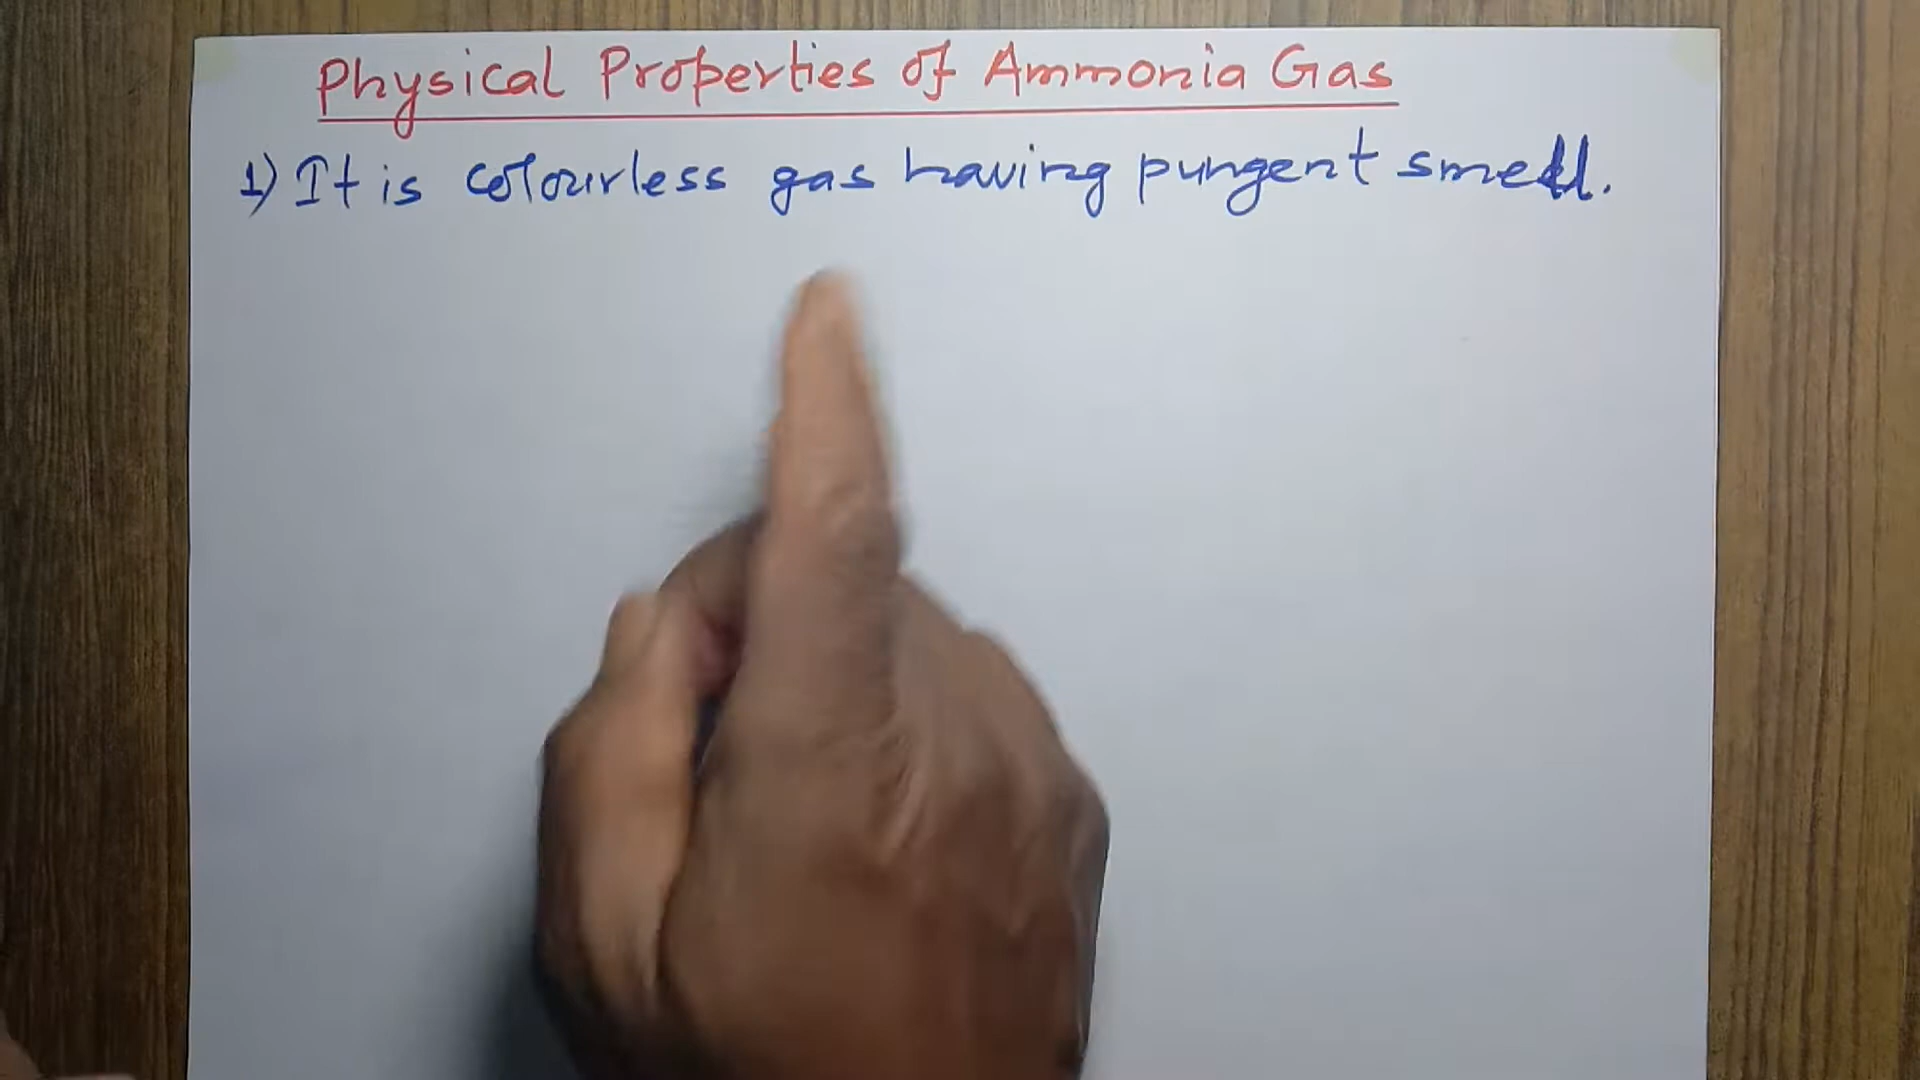 Physical Properties of Ammonia Gas
1) It is colourless gas having pungent smell.